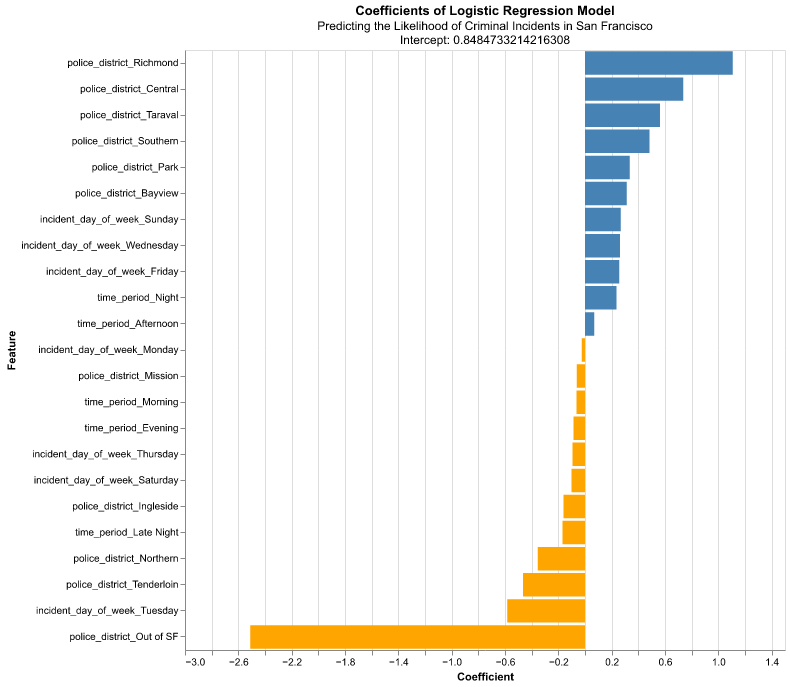 Coefficients of Logistic Regression Model
Predicting the Likelihood of Criminal Incidents in San Francisco
Intercept: 0.8484733214216308
police_district_Richmond
police_district_Central
police_district_Taraval
police_district_Southern
police_district_Park
police_district_Bayview
incident_day_of_week_Sunday
incident_day_of_week_Wednesday
incident_day_of_week_Friday
time_period_Night
time_period_Afternoon
incident_day_of_week_Monday
police_district_Mission
time_period_Morning
time_period_Evening
incident_day_of_week_Thursday
incident_day_of_week_Saturday
police_district_Ingleside
time_period_Late Night
police_district_Northern
police_district_Tenderloin
incident_day_of_week_Tuesday
police_district_Out of SF
Feature
−3.0 −2.6 −2.2 −1.8 −1.4 −1.0 −0.6 −0.2 0.2 0.6 1.0 1.4
Coefficient